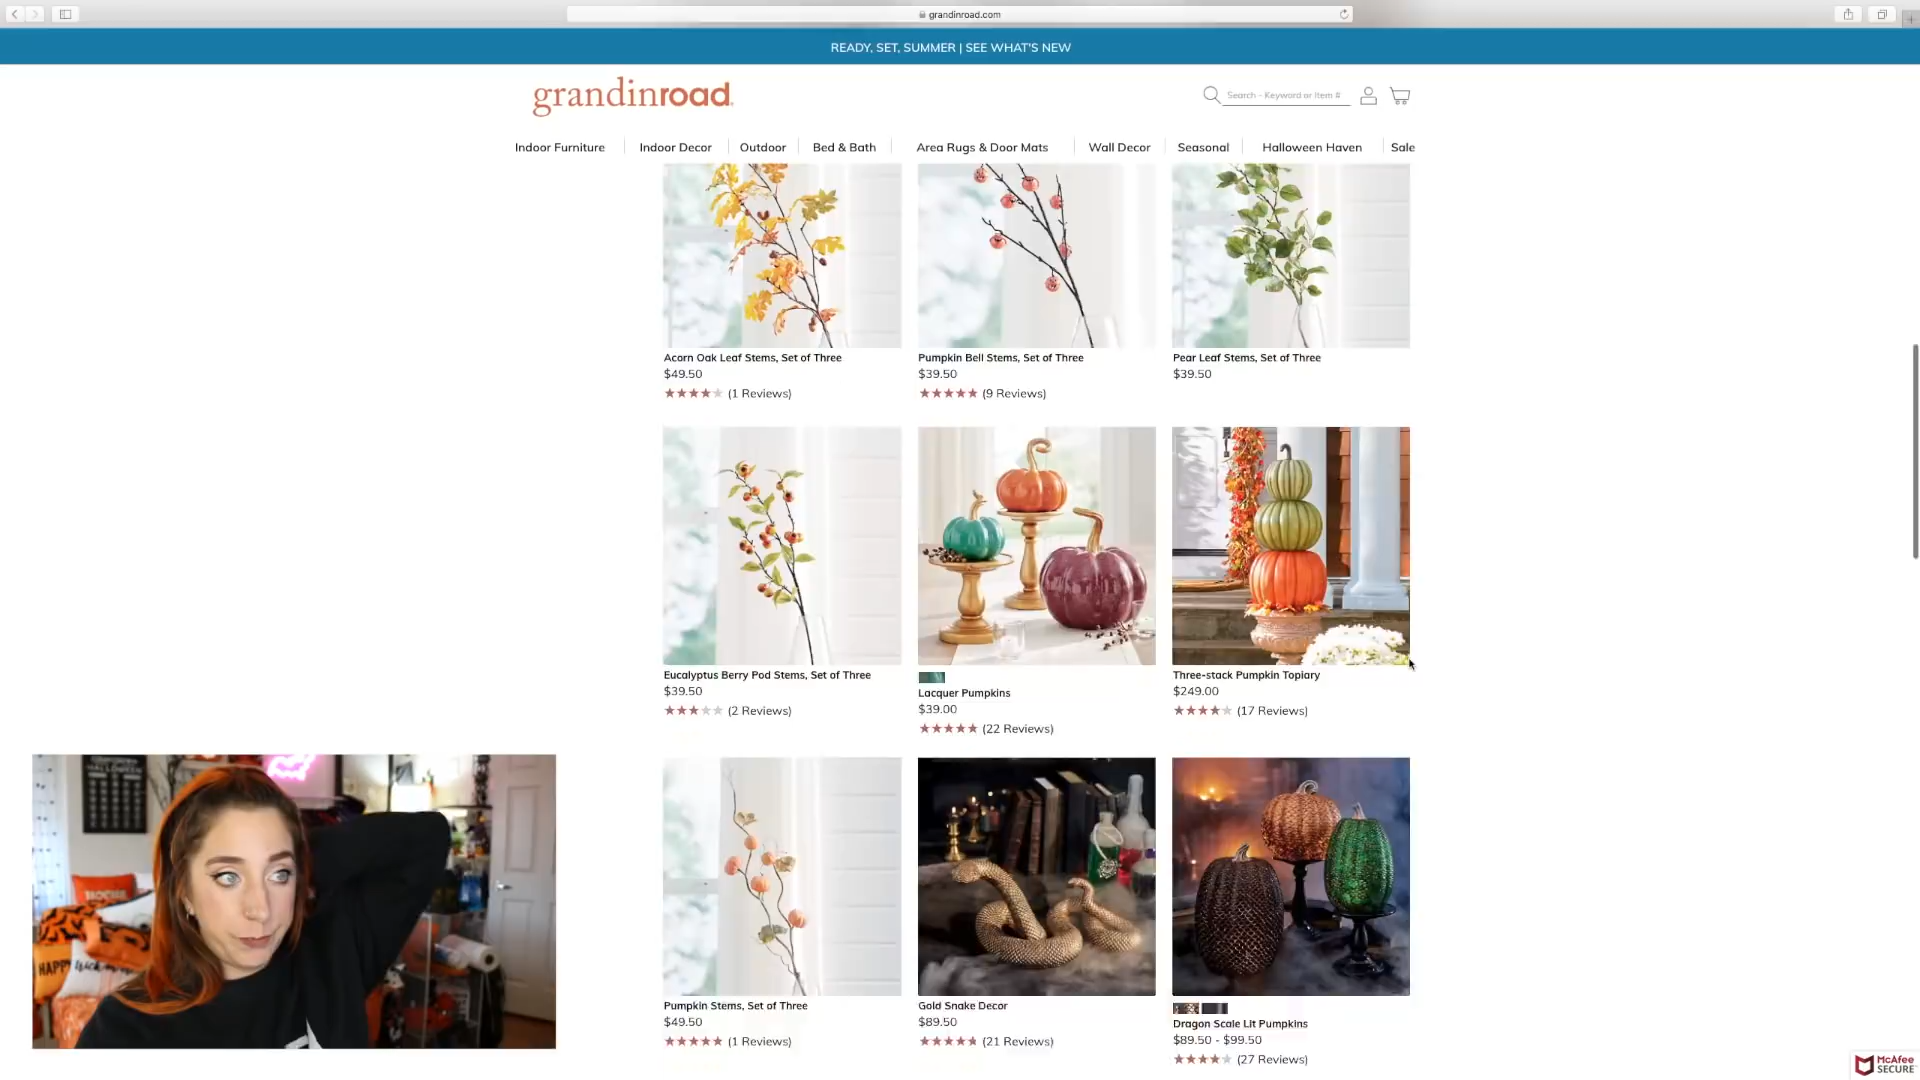 grandinroad.com
READY, SET, SUMMER | SEE WHAT'S NEW
grandinroad
Search - Keyword or Item #
Indoor Furniture
Indoor Decor
Outdoor
Bed & Bath
Area Rugs & Door Mats
Wall Decor
Seasonal
Halloween Haven
Sale
Acorn Oak Leaf Stems, Set of Three
$49.50
(1 Reviews)
Pumpkin Bell Stems, Set of Three
$39.50
(9 Reviews)
Pear Leaf Stems, Set of Three
$39.50
Eucalyptus Berry Pod Stems, Set of Three
$39.50
(2 Reviews)
Lacquer Pumpkins
$39.00
(22 Reviews)
Three-stack Pumpkin Topiary
$249.00
(17 Reviews)
Pumpkin Stems, Set of Three
$49.50
(1 Reviews)
Gold Snake Decor
$89.50
(21 Reviews)
Dragon Scale Lit Pumpkins
$89.50 - $99.50
(27 Reviews)
HALLOWEEN
HAPPY
McAfee
SECURE